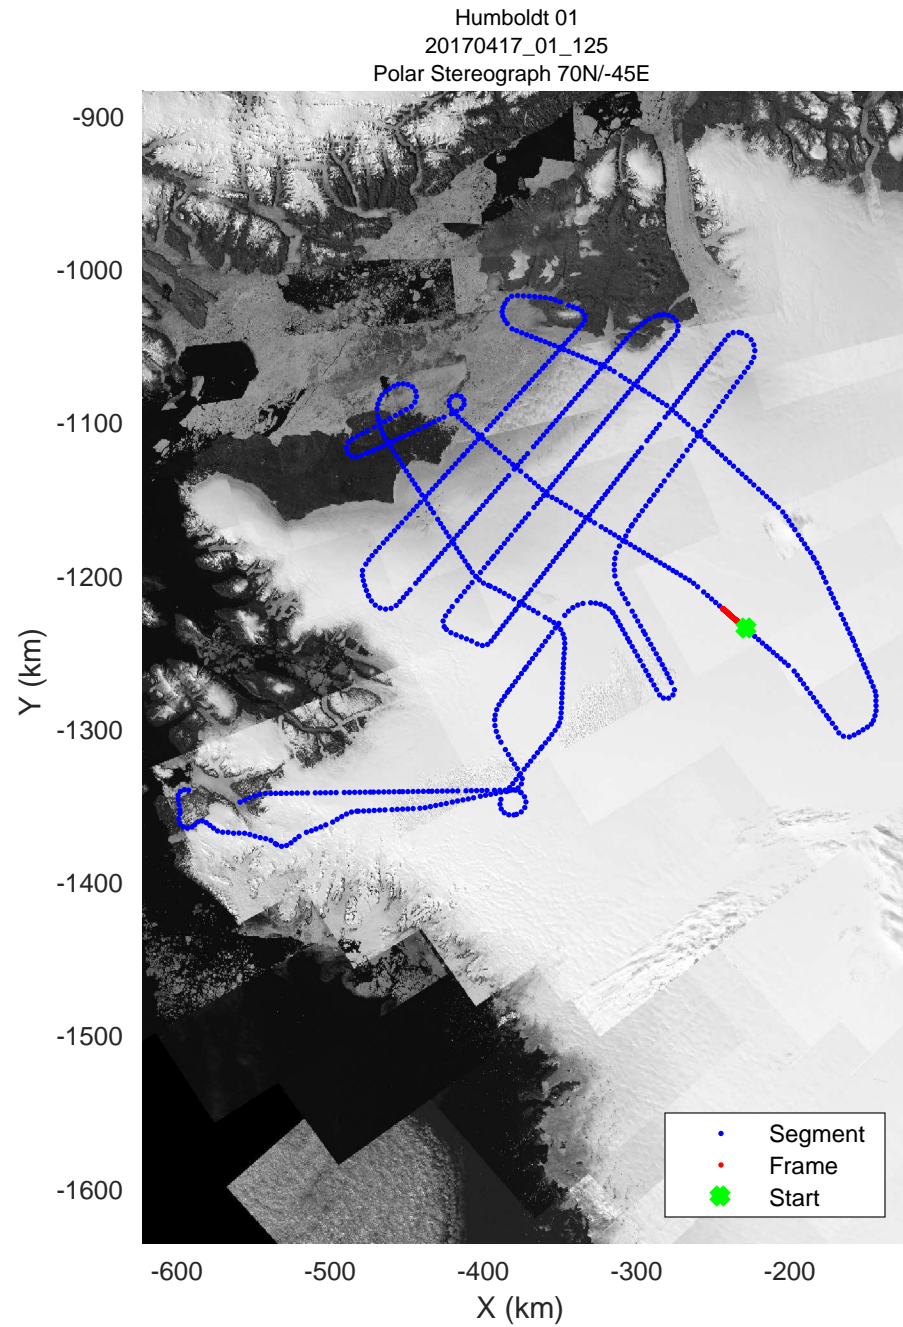 Humboldt 01
20170417_01_125
Polar Stereograph 70N/-45E
-900
-1000
-1100
-1200
-1300
-1400
-1500
-1600
Y (km)
Segment
Frame
Start
-600 -500 -400 -300 -200
X (km)